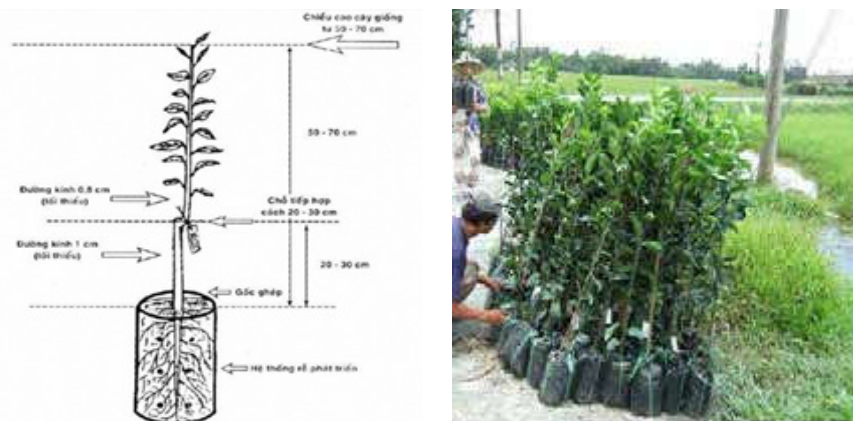 Chiều cao cây giống
từ 50 - 70 cm
50 - 70 cm
Đường kính 0,8 cm
(tối thiểu)
Chỗ tiếp hợp
cách 20 - 30 cm
Đường kính 1 cm
(tối thiểu)
20 - 30 cm
Gốc ghép
Hệ thống rễ phát triển